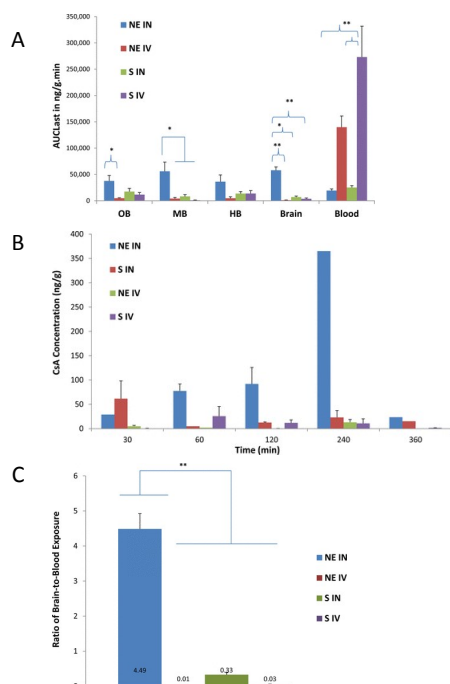 A
AUCLast in ng/g.min
350,000
300,000
250,000
200,000
150,000
100,000
50,000
0
NE IN
NE IV
S IN
S IV
*
*
**
*
**
**
OB MB HB Brain Blood
B
CsA Concentration (ng/g)
400
350
300
250
200
150
100
50
0
NE IN
S IN
NE IV
S IV
30 60 120 240 360
Time (min)
C
Ratio of Brain-to-Blood Exposure
6
5
4
3
2
1
**
4.49 0.01 0.33 0.03
NE IN
NE IV
S IN
S IV